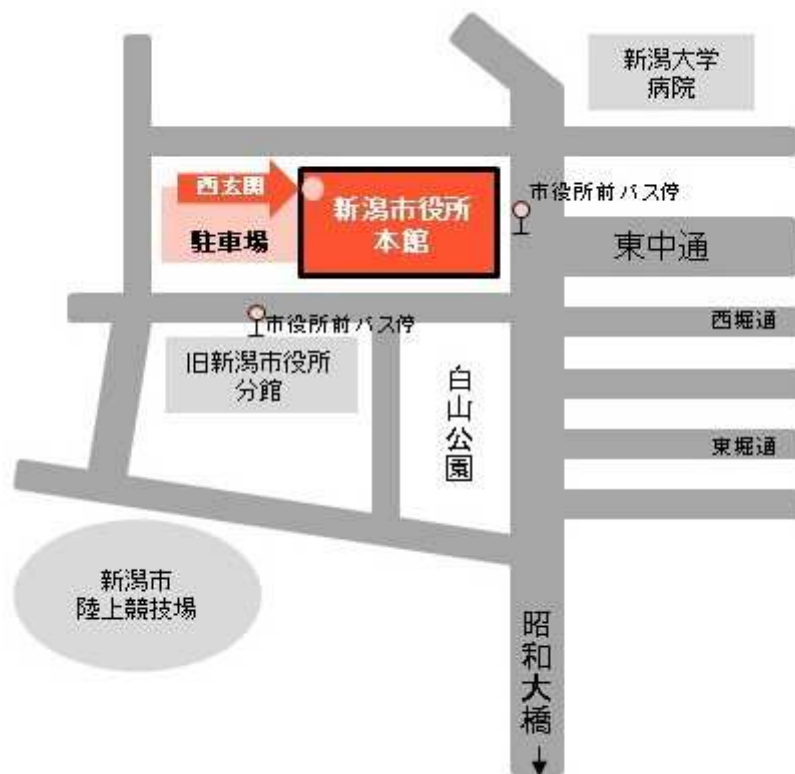 新潟大学
病院
西玄関
新潟市役所
本館
駐車場
市役所前バス停
東中通
市役所前バス停
西堀通
旧新潟市役所
分館
白山公園
東堀通
新潟市
陸上競技場
昭和大橋